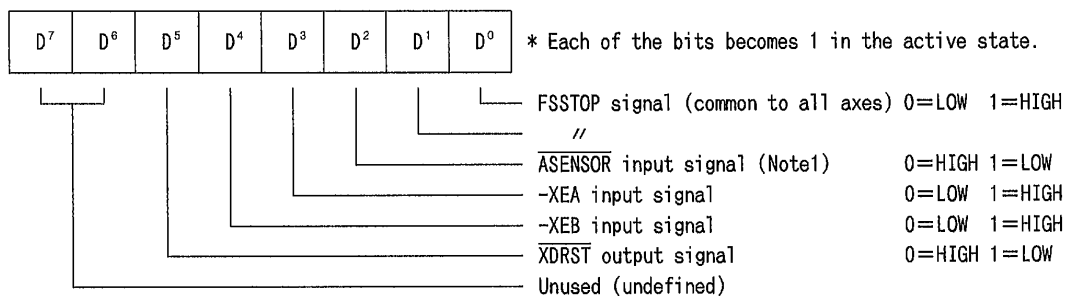 D⁷ D⁶ D⁵ D⁴ D³ D² D¹ D⁰ * Each of the bits becomes 1 in the active state.
FSSTOP signal (common to all axes) 0=LOW 1=HIGH
〃
A̅S̅E̅N̅S̅O̅R̅ input signal (Note1) 0=HIGH 1=LOW
-XEA input signal 0=LOW 1=HIGH
-XEB input signal 0=LOW 1=HIGH
X̅D̅R̅S̅T̅ output signal 0=HIGH 1=LOW
Unused (undefined)